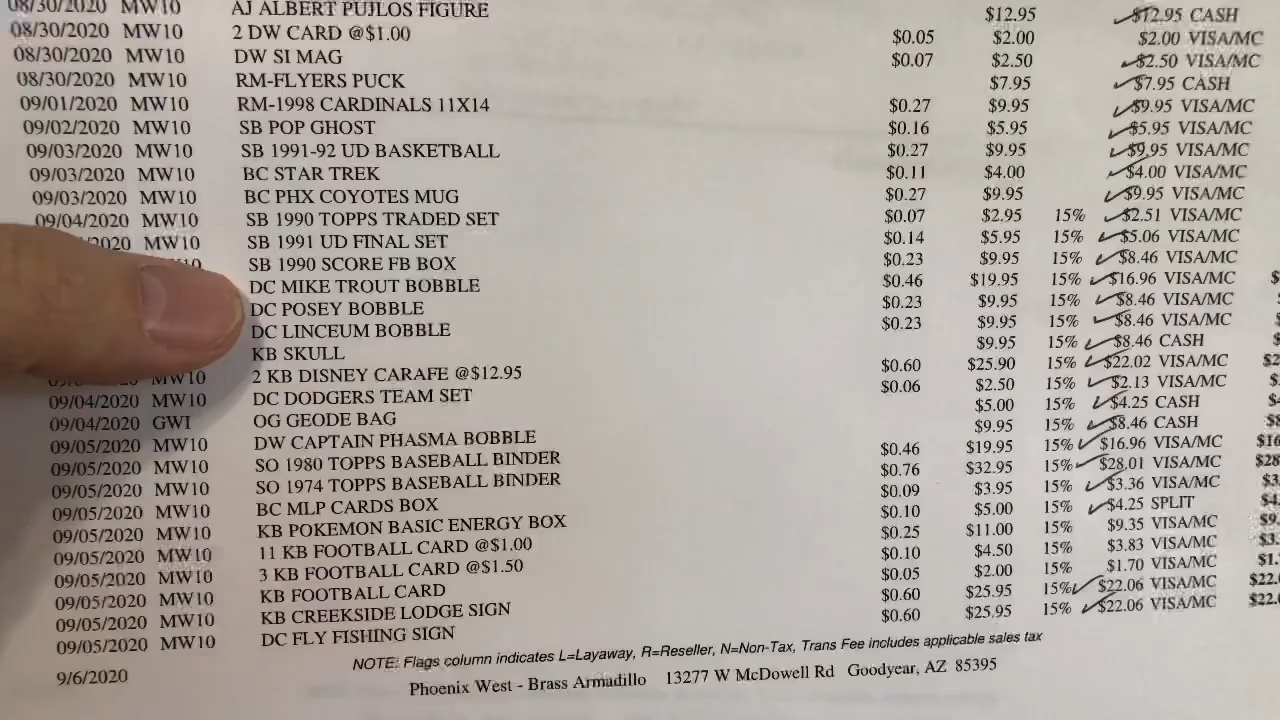 08/30/2020 MW10 AJ ALBERT PUJLOS FIGURE $12.95 $12.95 CASH
08/30/2020 MW10 2 DW CARD @$1.00 $0.05 $2.00 $2.00 VISA/MC
08/30/2020 MW10 DW SI MAG $0.07 $2.50 $2.50 VISA/MC
08/30/2020 MW10 RM-FLYERS PUCK $7.95 $7.95 CASH
09/01/2020 MW10 RM-1998 CARDINALS 11X14 $0.27 $9.95 $9.95 VISA/MC
09/02/2020 MW10 SB POP GHOST $0.16 $5.95 $5.95 VISA/MC
09/03/2020 MW10 SB 1991-92 UD BASKETBALL $0.27 $9.95 $9.95 VISA/MC
09/03/2020 MW10 BC STAR TREK $0.11 $4.00 $4.00 VISA/MC
09/03/2020 MW10 BC PHX COYOTES MUG $0.27 $9.95 $9.95 VISA/MC
09/04/2020 MW10 SB 1990 TOPPS TRADED SET $0.07 $2.95 15% $2.51 VISA/MC
2020 MW10 SB 1991 UD FINAL SET $0.14 $5.95 15% $5.06 VISA/MC
SB 1990 SCORE FB BOX $0.23 $9.95 15% $8.46 VISA/MC
DC MIKE TROUT BOBBLE $0.46 $19.95 15% $16.96 VISA/MC
DC POSEY BOBBLE $0.23 $9.95 15% $8.46 VISA/MC
DC LINCEUM BOBBLE $0.23 $9.95 15% $8.46 VISA/MC
KB SKULL $9.95 15% $8.46 CASH
MW10 2 KB DISNEY CARAFE @$12.95 $0.60 $25.90 15% $22.02 VISA/MC
09/04/2020 MW10 DC DODGERS TEAM SET $0.06 $2.50 15% $2.13 VISA/MC
09/04/2020 GWI OG GEODE BAG $5.00 15% $4.25 CASH
09/05/2020 MW10 DW CAPTAIN PHASMA BOBBLE $9.95 15% $8.46 CASH
09/05/2020 MW10 SO 1980 TOPPS BASEBALL BINDER $0.46 $19.95 15% $16.96 VISA/MC
09/05/2020 MW10 SO 1974 TOPPS BASEBALL BINDER $0.76 $32.95 15% $28.01 VISA/MC
09/05/2020 MW10 BC MLP CARDS BOX $0.09 $3.95 15% $3.36 VISA/MC
09/05/2020 MW10 KB POKEMON BASIC ENERGY BOX $0.10 $5.00 15% $4.25 SPLIT
09/05/2020 MW10 11 KB FOOTBALL CARD @$1.00 $0.25 $11.00 15% $9.35 VISA/MC
09/05/2020 MW10 3 KB FOOTBALL CARD @$1.50 $0.10 $4.50 15% $3.83 VISA/MC
09/05/2020 MW10 KB FOOTBALL CARD $0.05 $2.00 15% $1.70 VISA/MC
09/05/2020 MW10 KB CREEKSIDE LODGE SIGN $0.60 $25.95 15% $22.06 VISA/MC
09/05/2020 MW10 DC FLY FISHING SIGN $0.60 $25.95 15% $22.06 VISA/MC
NOTE: Flags column indicates L=Layaway, R=Reseller, N=Non-Tax, Trans Fee includes applicable sales tax
9/6/2020 Phoenix West - Brass Armadillo 13277 W McDowell Rd Goodyear, AZ 85395